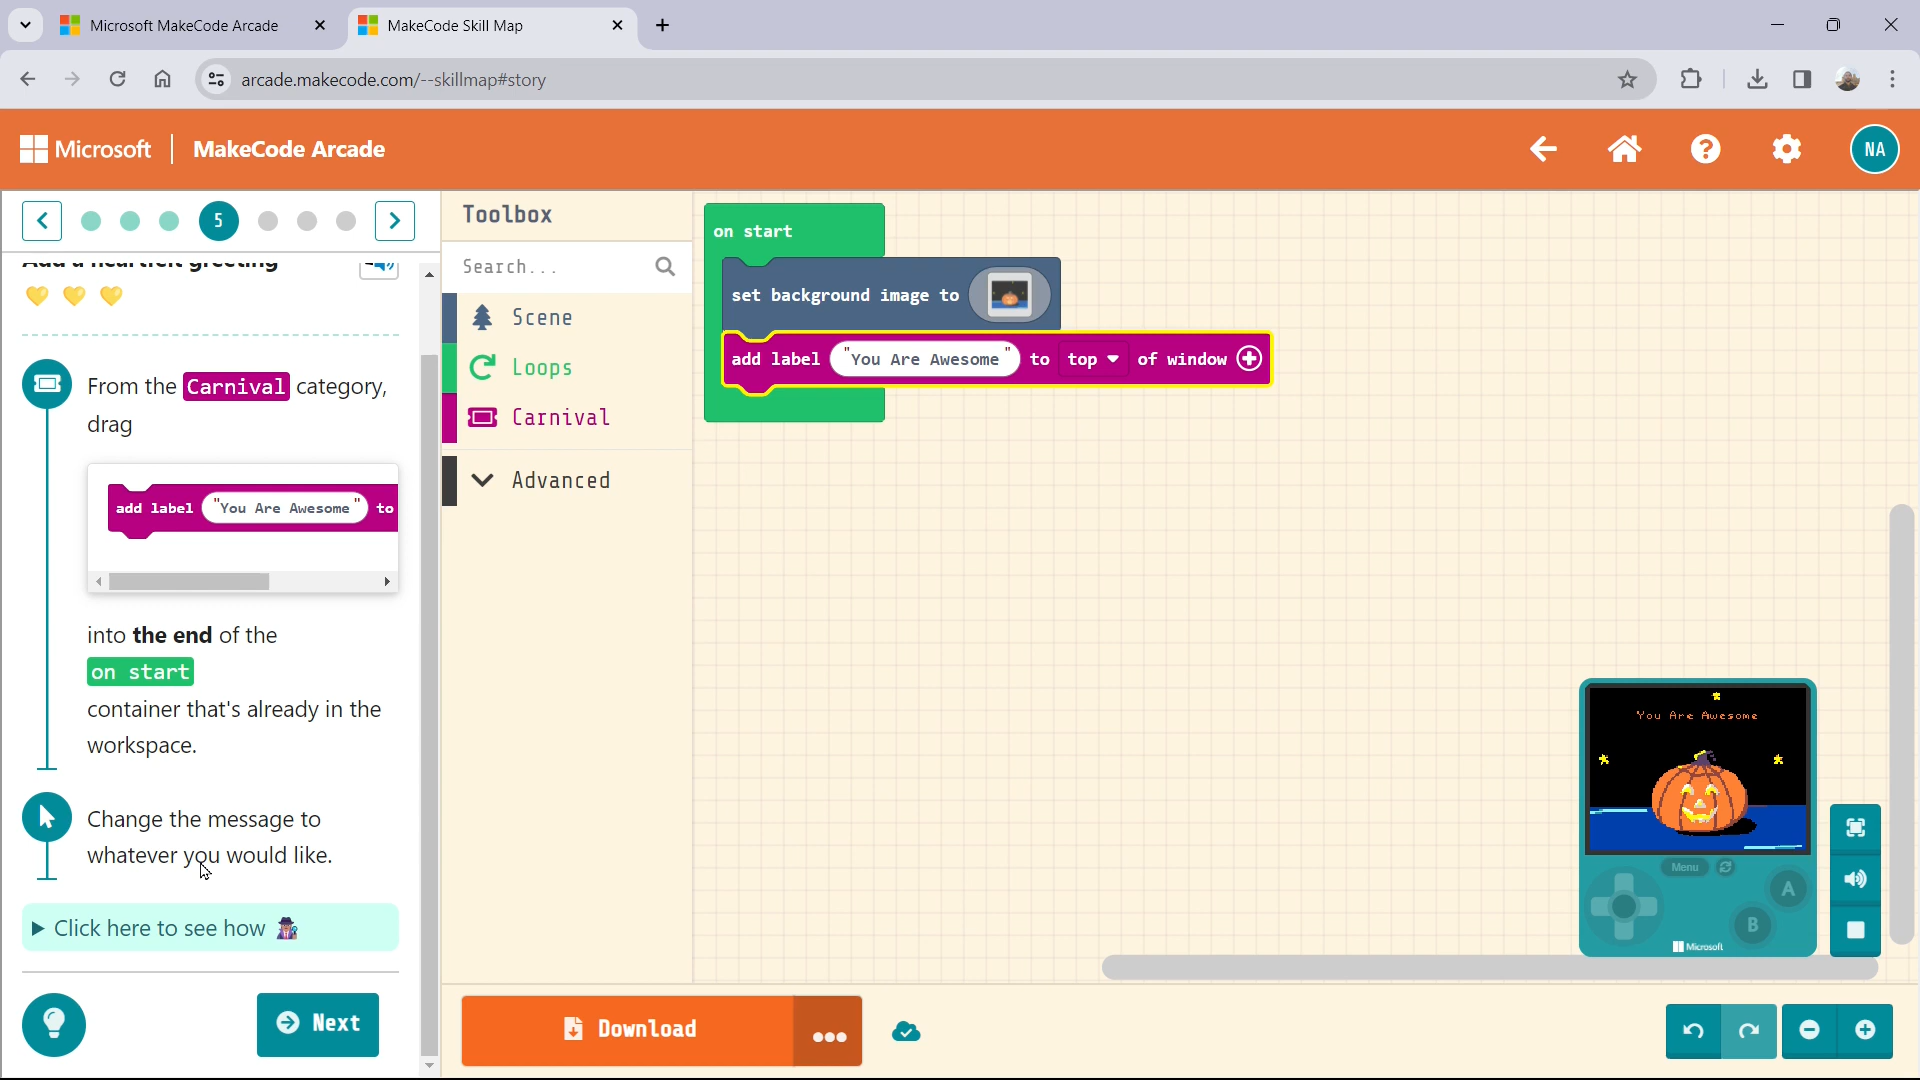 Microsoft MakeCode Arcade
MakeCode Skill Map
arcade.makecode.com/--skillmap#story
Microsoft | MakeCode Arcade
NA
5
Add a heartfelt greeting
From the Carnival category,
drag
add label "You Are Awesome" to
into the end of the
on start
container that's already in the
workspace.
Change the message to
whatever you would like.
Click here to see how
Next
Toolbox
Search...
Scene
Loops
Carnival
Advanced
on start
set background image to
add label "You Are Awesome" to top of window
You Are Awesome
Menu
A
B
Microsoft
Download